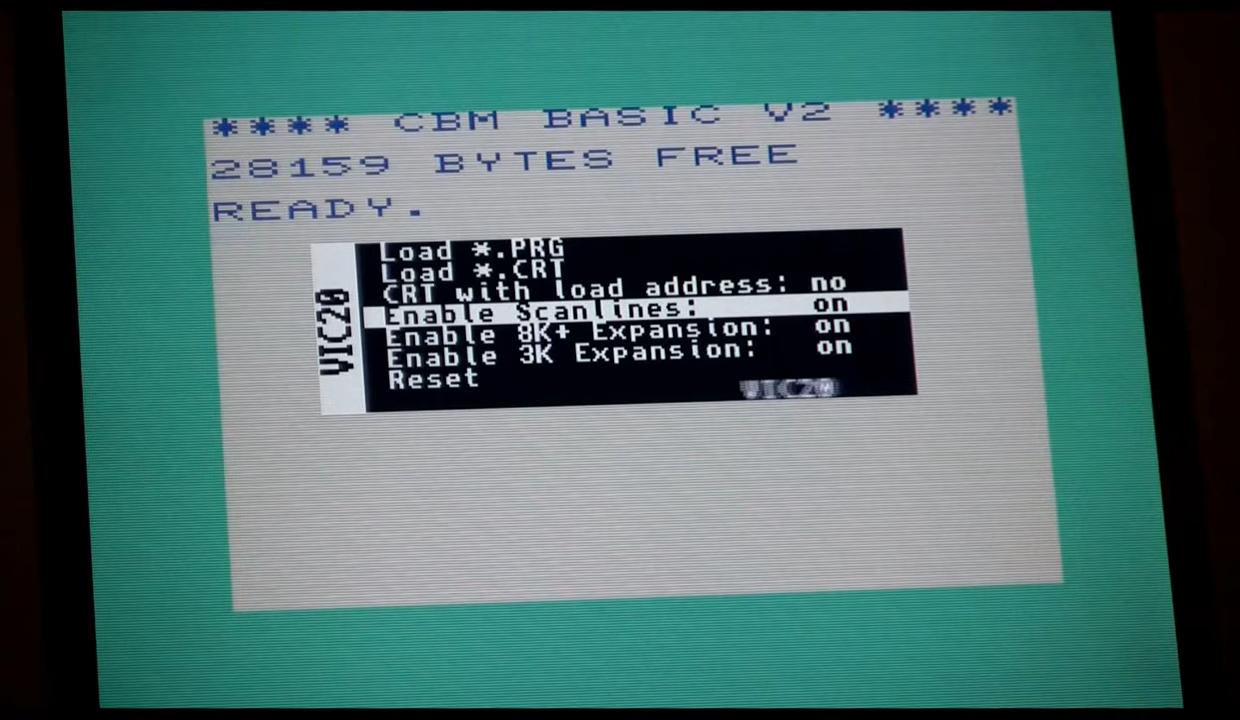 **** CBM BASIC V2 ****
28159 BYTES FREE
READY.
VIC20
Load *.PRG
Load *.CRT
CRT with load address: no
Enable Scanlines: on
Enable 8K+ Expansion: on
Enable 3K Expansion: on
Reset
VIC20